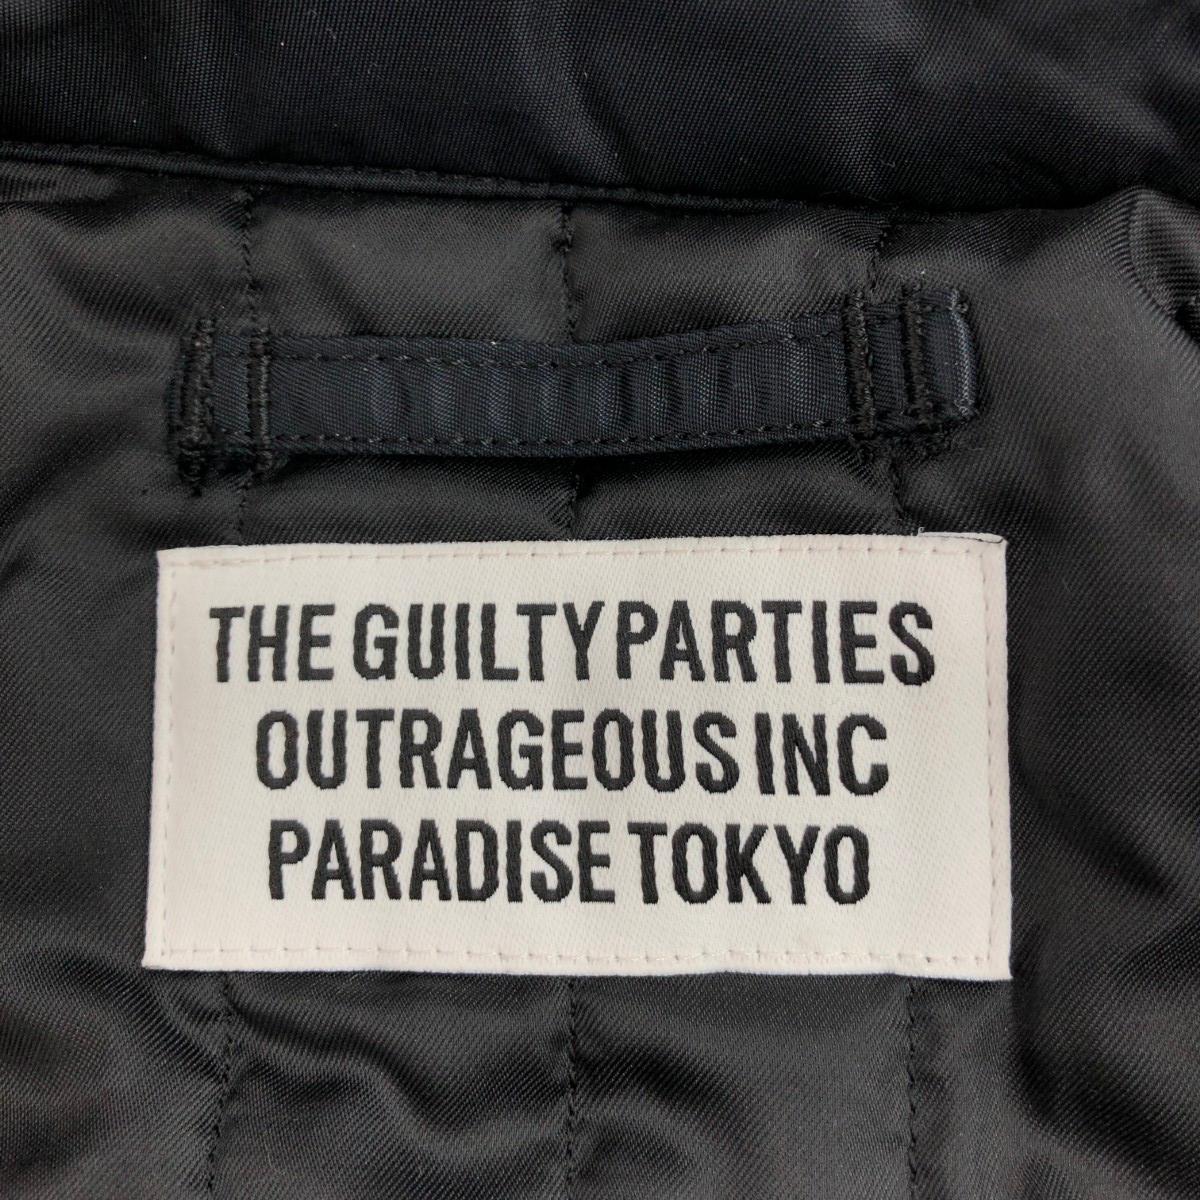 THE GUILTY PARTIES
OUTRAGEOUS INC
PARADISE TOKYO